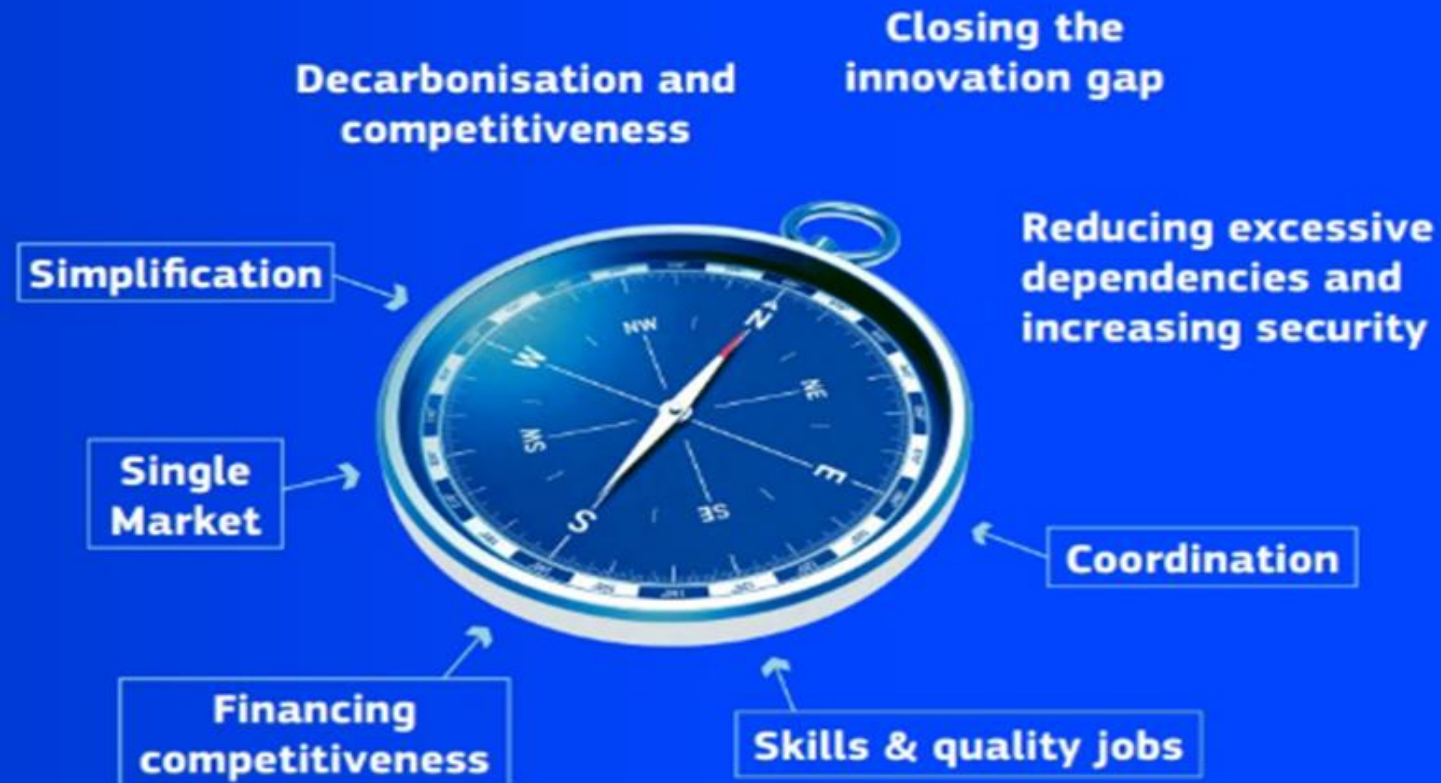 Closing the
innovation gap
Decarbonisation and
competitiveness
Reducing excessive
dependencies and
increasing security
Simplification
Single
Market
Coordination
Financing
competitiveness
Skills & quality jobs
N
NE
E
SE
S
SW
W
NW